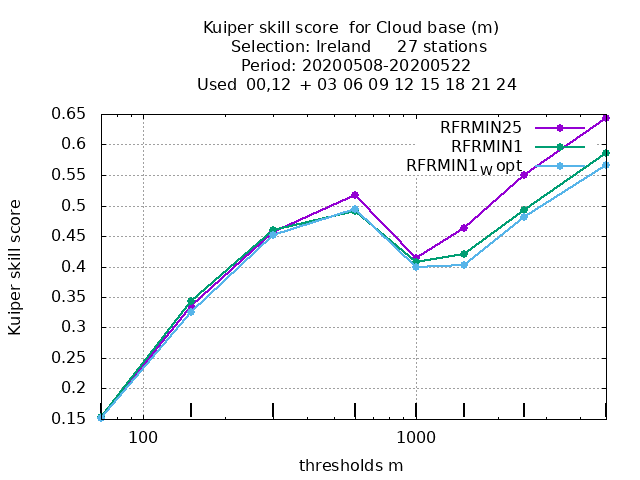 Kuiper skill score  for Cloud base (m)
Selection: Ireland     27 stations
Period: 20200508-20200522
Used  00,12  + 03 06 09 12 15 18 21 24
RFRMIN25
RFRMIN1
RFRMIN1W opt
0.65
0.6
0.55
0.5
0.45
0.4
0.35
0.3
0.25
0.2
0.15
Kuiper skill score
100
1000
thresholds m